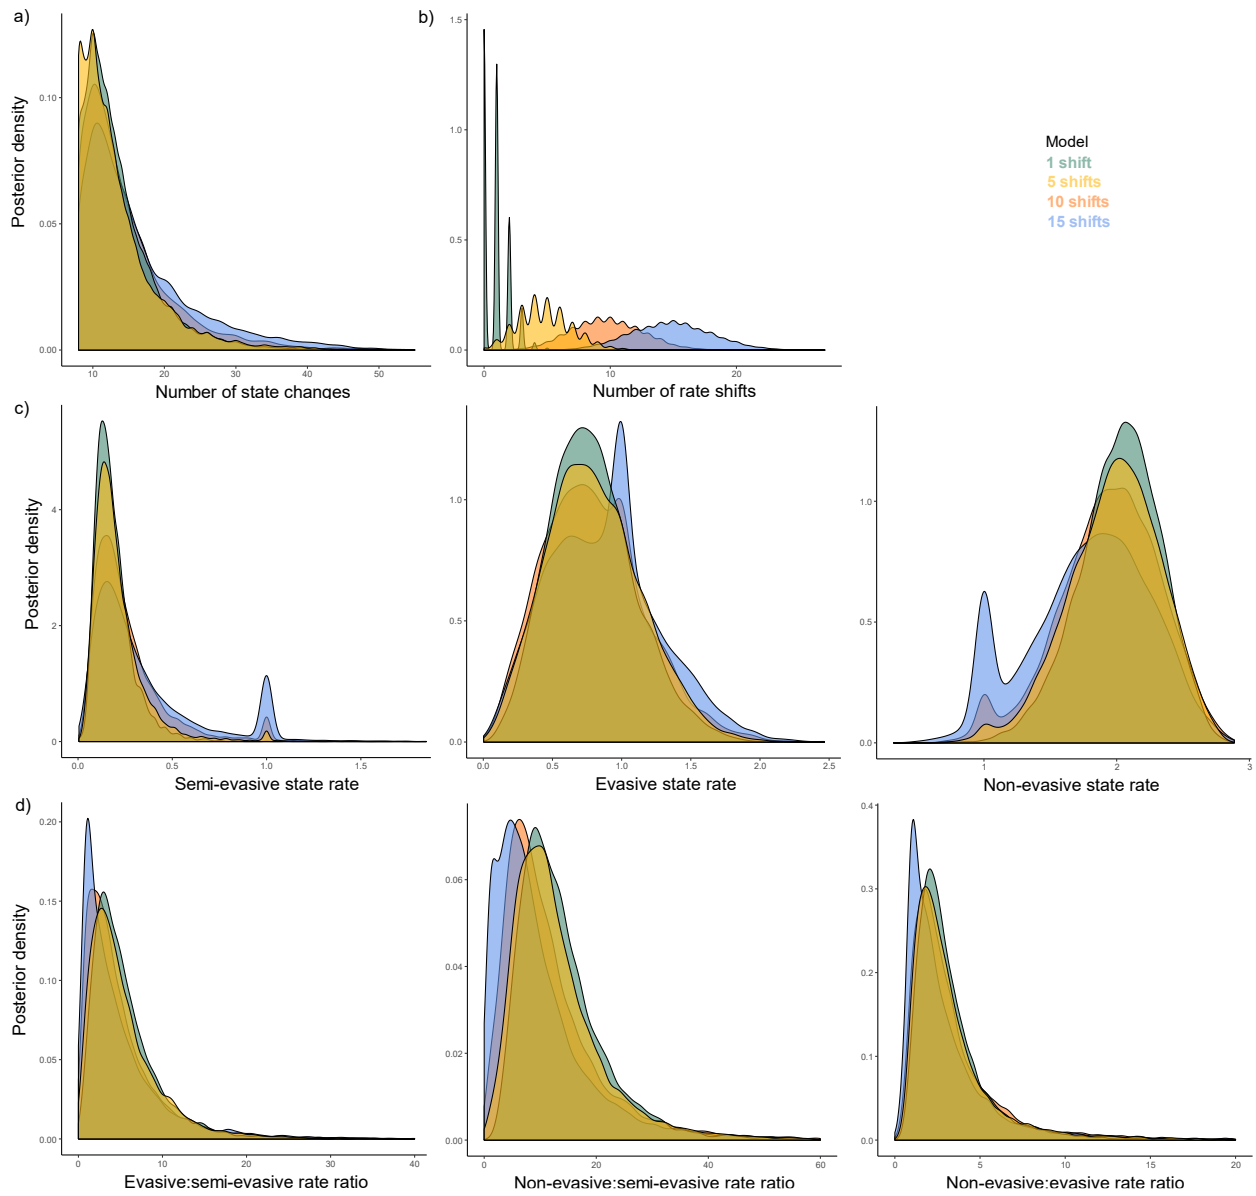 a)
Posterior density
0.10
0.05
0.00
10 20 30 40 50
Number of state changes
b)
1.5
1.0
0.5
0.0
0 10 20
Number of rate shifts
Model
1 shift
5 shifts
10 shifts
15 shifts
c)
Posterior density
4
2
0
0.0 0.5 1.0 1.5
Semi-evasive state rate
1.0
0.5
0.0
0.0 0.5 1.0 1.5 2.0 2.5
Evasive state rate
1.0
0.5
0.0
1 2 3
Non-evasive state rate
d)
Posterior density
0.20
0.15
0.10
0.05
0.00
0 10 20 30 40
Evasive:semi-evasive rate ratio
0.06
0.04
0.02
0.00
0 20 40 60
Non-evasive:semi-evasive rate ratio
0.4
0.3
0.2
0.1
0.0
0 5 10 15 20
Non-evasive:evasive rate ratio